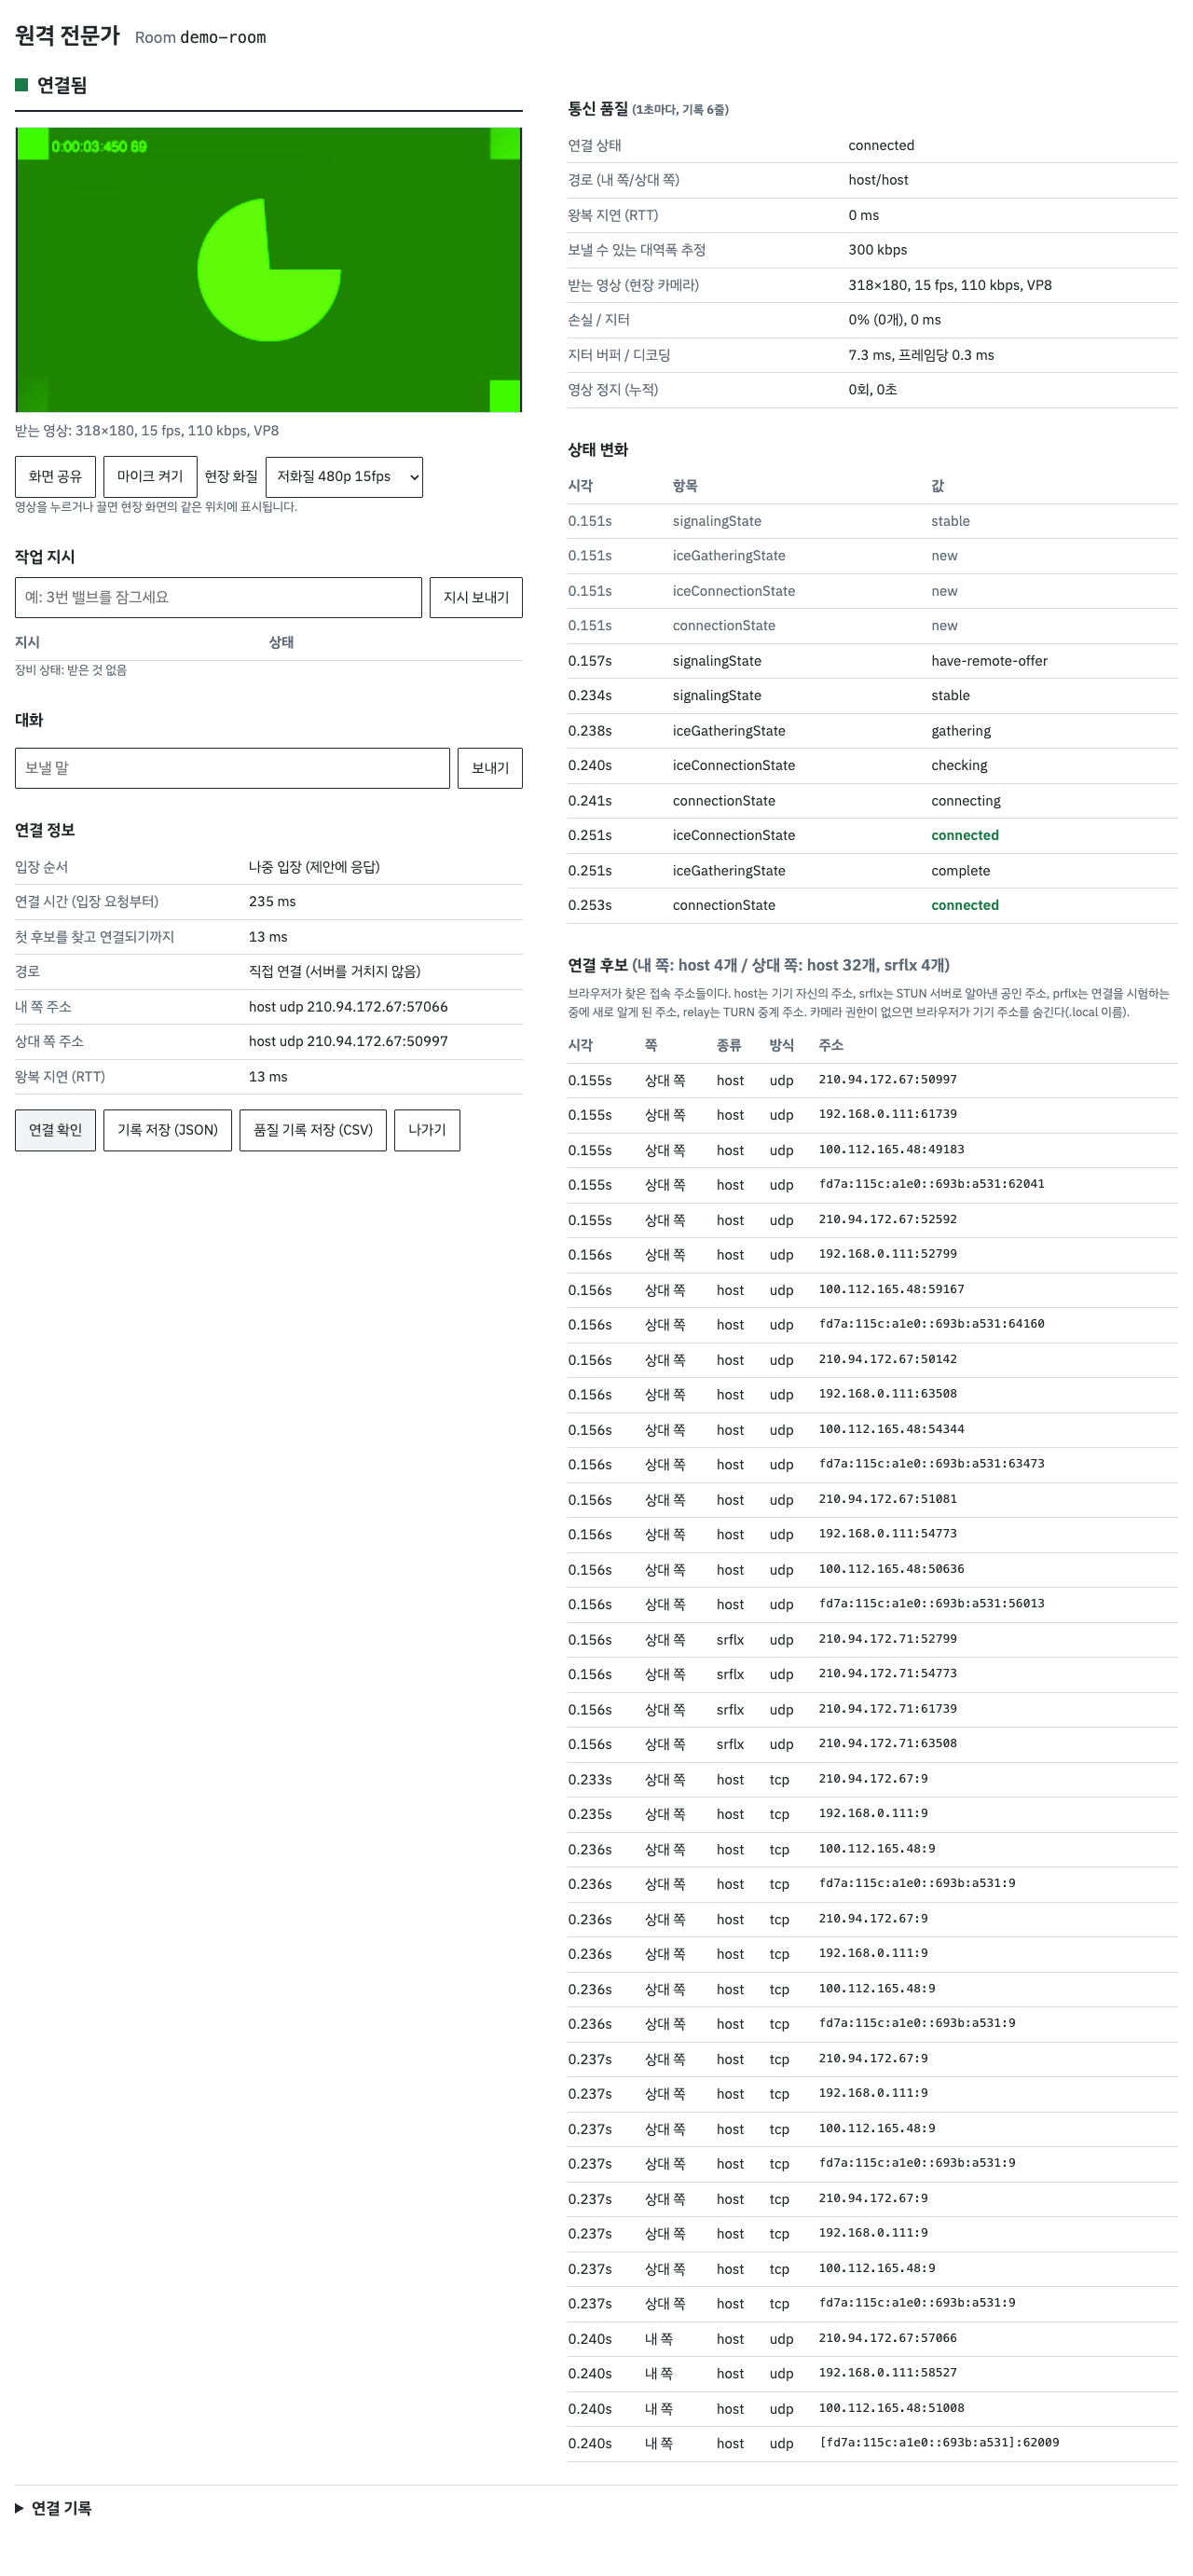 원격 전문가 Room demo-room
연결됨
0:00:03:450 69
받는 영상: 318×180, 15 fps, 110 kbps, VP8
화면 공유 마이크 켜기 현장 화질 저화질 480p 15fps
영상을 누르거나 끌면 현장 화면의 같은 위치에 표시됩니다.
작업 지시
예: 3번 밸브를 잠그세요 지시 보내기
지시 상태
장비 상태: 받은 것 없음
대화
보낼 말 보내기
연결 정보
입장 순서 나중 입장 (제안에 응답)
연결 시간 (입장 요청부터) 235 ms
첫 후보를 찾고 연결되기까지 13 ms
경로 직접 연결 (서버를 거치지 않음)
내 쪽 주소 host udp 210.94.172.67:57066
상대 쪽 주소 host udp 210.94.172.67:50997
왕복 지연 (RTT) 13 ms
연결 확인 기록 저장 (JSON) 품질 기록 저장 (CSV) 나가기
통신 품질 (1초마다, 기록 6줄)
연결 상태 connected
경로 (내 쪽/상대 쪽) host/host
왕복 지연 (RTT) 0 ms
보낼 수 있는 대역폭 추정 300 kbps
받는 영상 (현장 카메라) 318×180, 15 fps, 110 kbps, VP8
손실 / 지터 0% (0개), 0 ms
지터 버퍼 / 디코딩 7.3 ms, 프레임당 0.3 ms
영상 정지 (누적) 0회, 0초
상태 변화
시각 항목 값
0.151s signalingState stable
0.151s iceGatheringState new
0.151s iceConnectionState new
0.151s connectionState new
0.157s signalingState have-remote-offer
0.234s signalingState stable
0.238s iceGatheringState gathering
0.240s iceConnectionState checking
0.241s connectionState connecting
0.251s iceConnectionState connected
0.251s iceGatheringState complete
0.253s connectionState connected
연결 후보 (내 쪽: host 4개 / 상대 쪽: host 32개, srflx 4개)
브라우저가 찾은 접속 주소들이다. host는 기기 자신의 주소, srflx는 STUN 서버로 알아낸 공인 주소, prflx는 연결을 시험하는
중에 새로 알게 된 주소, relay는 TURN 중계 주소. 카메라 권한이 없으면 브라우저가 기기 주소를 숨긴다(.local 이름).
시각 쪽 종류 방식 주소
0.155s 상대 쪽 host udp 210.94.172.67:50997
0.155s 상대 쪽 host udp 192.168.0.111:61739
0.155s 상대 쪽 host udp 100.112.165.48:49183
0.155s 상대 쪽 host udp fd7a:115c:a1e0::693b:a531:62041
0.155s 상대 쪽 host udp 210.94.172.67:52592
0.156s 상대 쪽 host udp 192.168.0.111:52799
0.156s 상대 쪽 host udp 100.112.165.48:59167
0.156s 상대 쪽 host udp fd7a:115c:a1e0::693b:a531:64160
0.156s 상대 쪽 host udp 210.94.172.67:50142
0.156s 상대 쪽 host udp 192.168.0.111:63508
0.156s 상대 쪽 host udp 100.112.165.48:54344
0.156s 상대 쪽 host udp fd7a:115c:a1e0::693b:a531:63473
0.156s 상대 쪽 host udp 210.94.172.67:51081
0.156s 상대 쪽 host udp 192.168.0.111:54773
0.156s 상대 쪽 host udp 100.112.165.48:50636
0.156s 상대 쪽 host udp fd7a:115c:a1e0::693b:a531:56013
0.156s 상대 쪽 srflx udp 210.94.172.71:52799
0.156s 상대 쪽 srflx udp 210.94.172.71:54773
0.156s 상대 쪽 srflx udp 210.94.172.71:61739
0.156s 상대 쪽 srflx udp 210.94.172.71:63508
0.233s 상대 쪽 host tcp 210.94.172.67:9
0.235s 상대 쪽 host tcp 192.168.0.111:9
0.236s 상대 쪽 host tcp 100.112.165.48:9
0.236s 상대 쪽 host tcp fd7a:115c:a1e0::693b:a531:9
0.236s 상대 쪽 host tcp 210.94.172.67:9
0.236s 상대 쪽 host tcp 192.168.0.111:9
0.236s 상대 쪽 host tcp 100.112.165.48:9
0.236s 상대 쪽 host tcp fd7a:115c:a1e0::693b:a531:9
0.237s 상대 쪽 host tcp 210.94.172.67:9
0.237s 상대 쪽 host tcp 192.168.0.111:9
0.237s 상대 쪽 host tcp 100.112.165.48:9
0.237s 상대 쪽 host tcp fd7a:115c:a1e0::693b:a531:9
0.237s 상대 쪽 host tcp 210.94.172.67:9
0.237s 상대 쪽 host tcp 192.168.0.111:9
0.237s 상대 쪽 host tcp 100.112.165.48:9
0.237s 상대 쪽 host tcp fd7a:115c:a1e0::693b:a531:9
0.240s 내 쪽 host udp 210.94.172.67:57066
0.240s 내 쪽 host udp 192.168.0.111:58527
0.240s 내 쪽 host udp 100.112.165.48:51008
0.240s 내 쪽 host udp [fd7a:115c:a1e0::693b:a531]:62009
연결 기록